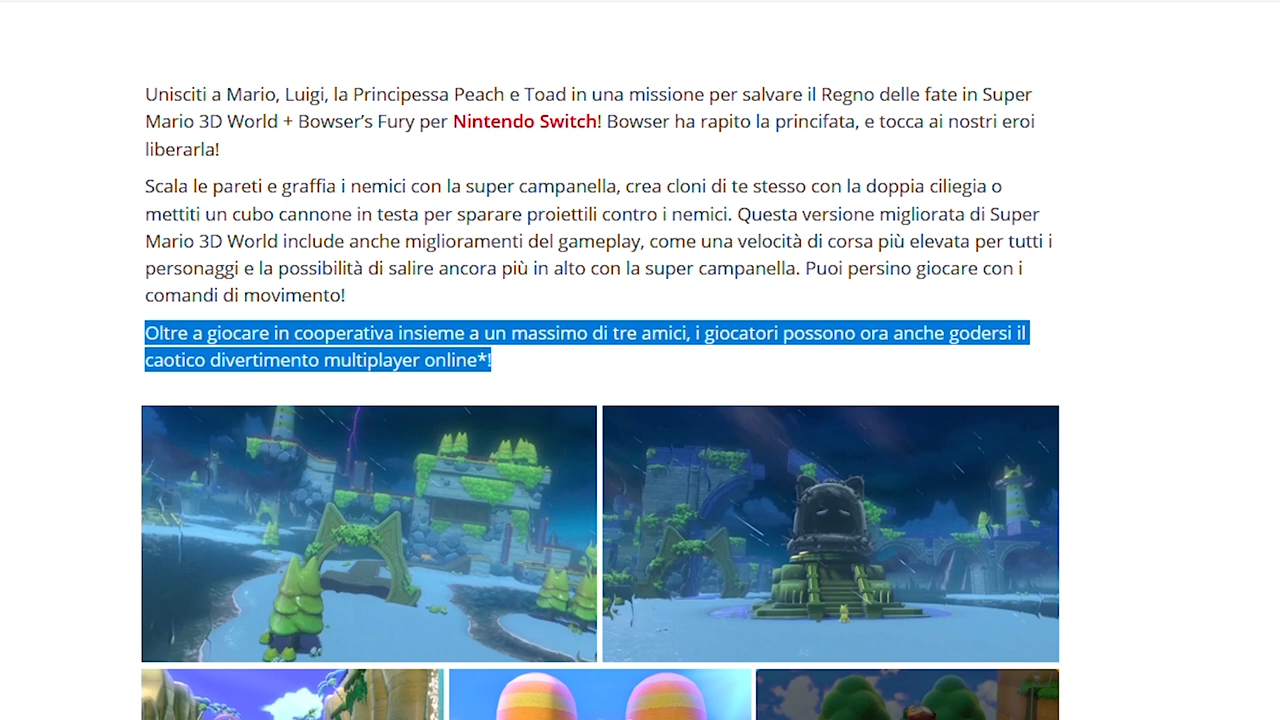 Unisciti a Mario, Luigi, la Principessa Peach e Toad in una missione per salvare il Regno delle fate in Super
Mario 3D World + Bowser’s Fury per Nintendo Switch! Bowser ha rapito la princifata, e tocca ai nostri eroi
liberarla!
Scala le pareti e graffia i nemici con la super campanella, crea cloni di te stesso con la doppia ciliegia o
mettiti un cubo cannone in testa per sparare proiettili contro i nemici. Questa versione migliorata di Super
Mario 3D World include anche miglioramenti del gameplay, come una velocità di corsa più elevata per tutti i
personaggi e la possibilità di salire ancora più in alto con la super campanella. Puoi persino giocare con i
comandi di movimento!
Oltre a giocare in cooperativa insieme a un massimo di tre amici, i giocatori possono ora anche godersi il
caotico divertimento multiplayer online*!